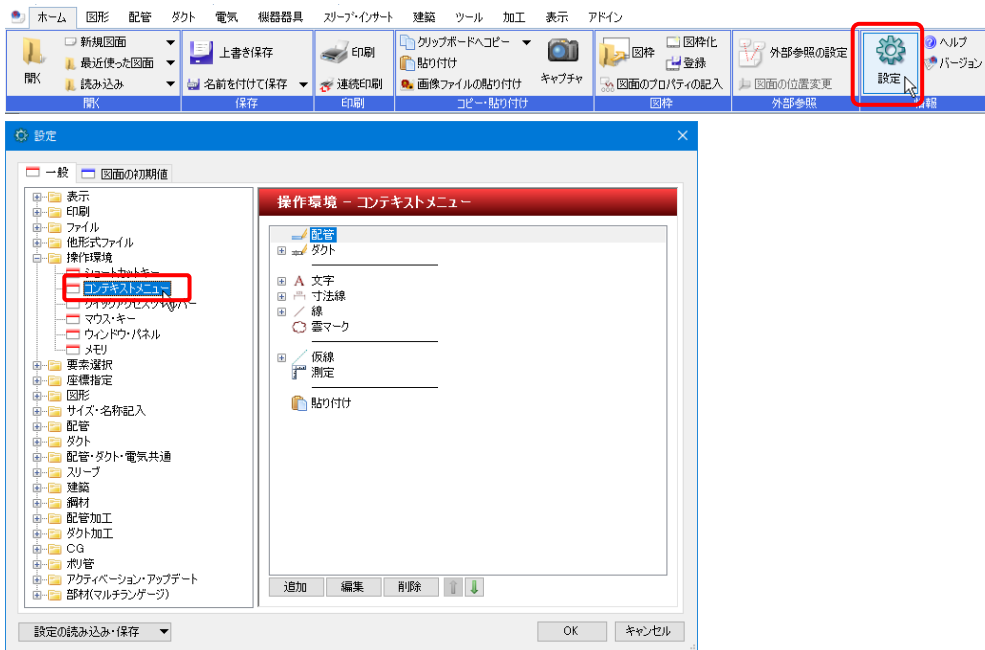 ホーム 図形 配管 ダクト 電気 機器器具 スリーブ・インサート 建築 ツール 加工 表示 アドイン
新規図面 上書き保存 印刷 クリップボードへコピー 図枠 図枠化 外部参照の設定 ヘルプ
最近使った図面 貼り付け 登録 バージョン
開く 読み込み 名前を付けて保存 連続印刷 画像ファイルの貼り付け キャプチャ 図面のプロパティの記入 図面の位置変更 設定
開く 保存 印刷 コピー・貼り付け 図枠 外部参照 情報
設定
一般 図面の初期値
表示
印刷
ファイル
他形式ファイル
操作環境
ショートカットキー
コンテキストメニュー
クイックアクセスツールバー
マウス・キー
ウィンドウ・パネル
メモリ
要素選択
座標指定
図形
サイズ・名称記入
配管
ダクト
配管・ダクト・電気共通
スリーブ
建築
鋼材
配管加工
ダクト加工
CG
ポリ管
アクティベーション・アップデート
部材(マルチランゲージ)
操作環境 - コンテキストメニュー
配管
ダクト
文字
寸法線
線
雲マーク
仮線
測定
貼り付け
追加 編集 削除
設定の読み込み・保存 OK キャンセル